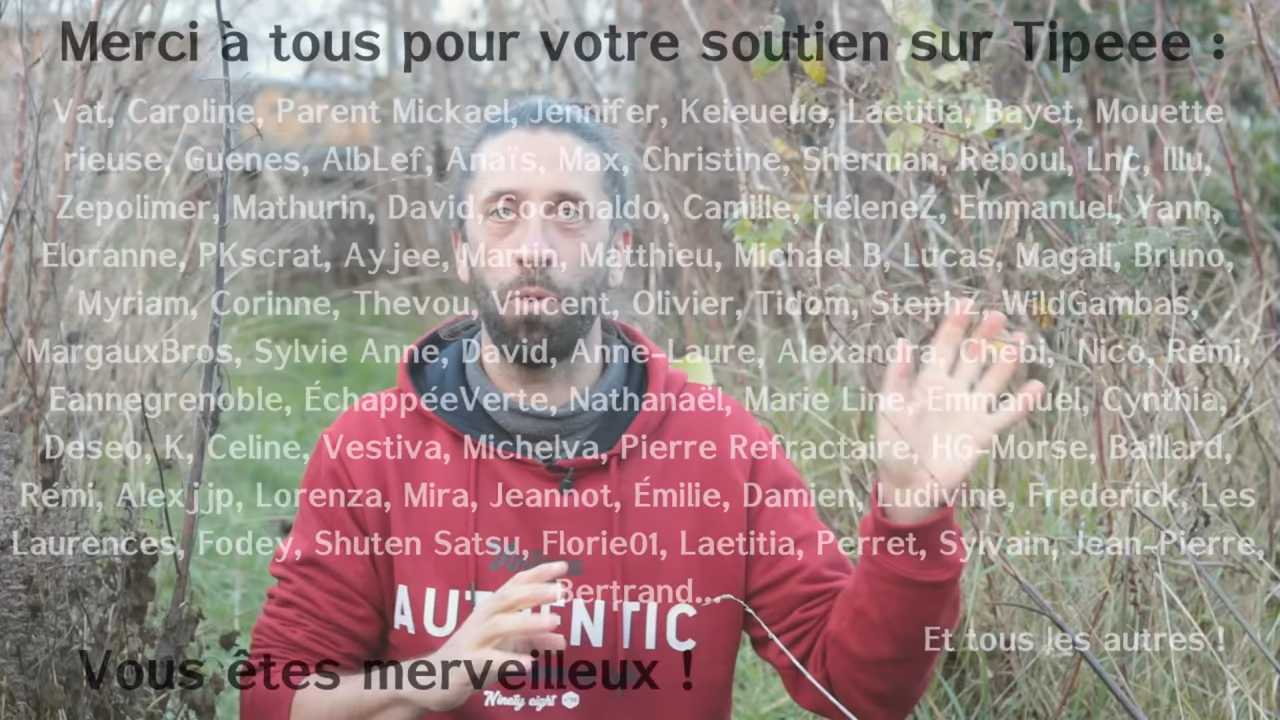 Merci à tous pour votre soutien sur Tipeee :
Vat, Caroline, Parent Mickael, Jennifer, Keieueue, Laetitia, Bayet, Mouette
rieuse, Guenes, AlbLef, Anaïs, Max, Christine, Sherman, Reboul, Lnc, Illu,
Zepolimer, Mathurin, David, Camille, HéleneZ, Emmanuel, Yann,
Eloranne, PKscrat, Ayjee, Martin, Matthieu, Michael B, Lucas, Magali, Bruno,
Myriam, Corinne, Thevou, Vincent, Olivier, Tidom, Stephz, WildGambas,
MargauxBros, Sylvie Anne, David, Anne-Laure, Alexandra, Chebi, Nico, Rémi,
Eannegrenoble, ÉchappéeVerte, Nathanaël, Marie Line, Emmanuel, Cynthia,
Deseo, K, Celine, Vestiva, Michelva, Pierre Refractaire, HG-Morse, Baillard,
Rémi, Alexjjp, Lorenza, Mira, Jeannot, Émilie, Damien, Ludivine, Frederick, Les
Laurences, Fodey, Shuten Satsu, Florie01, Laetitia, Perret, Sylvain, Jean-Pierre,
Bertrand...
AUTHENTIC
Et tous les autres !
Vous êtes merveilleux !
Ninety eight